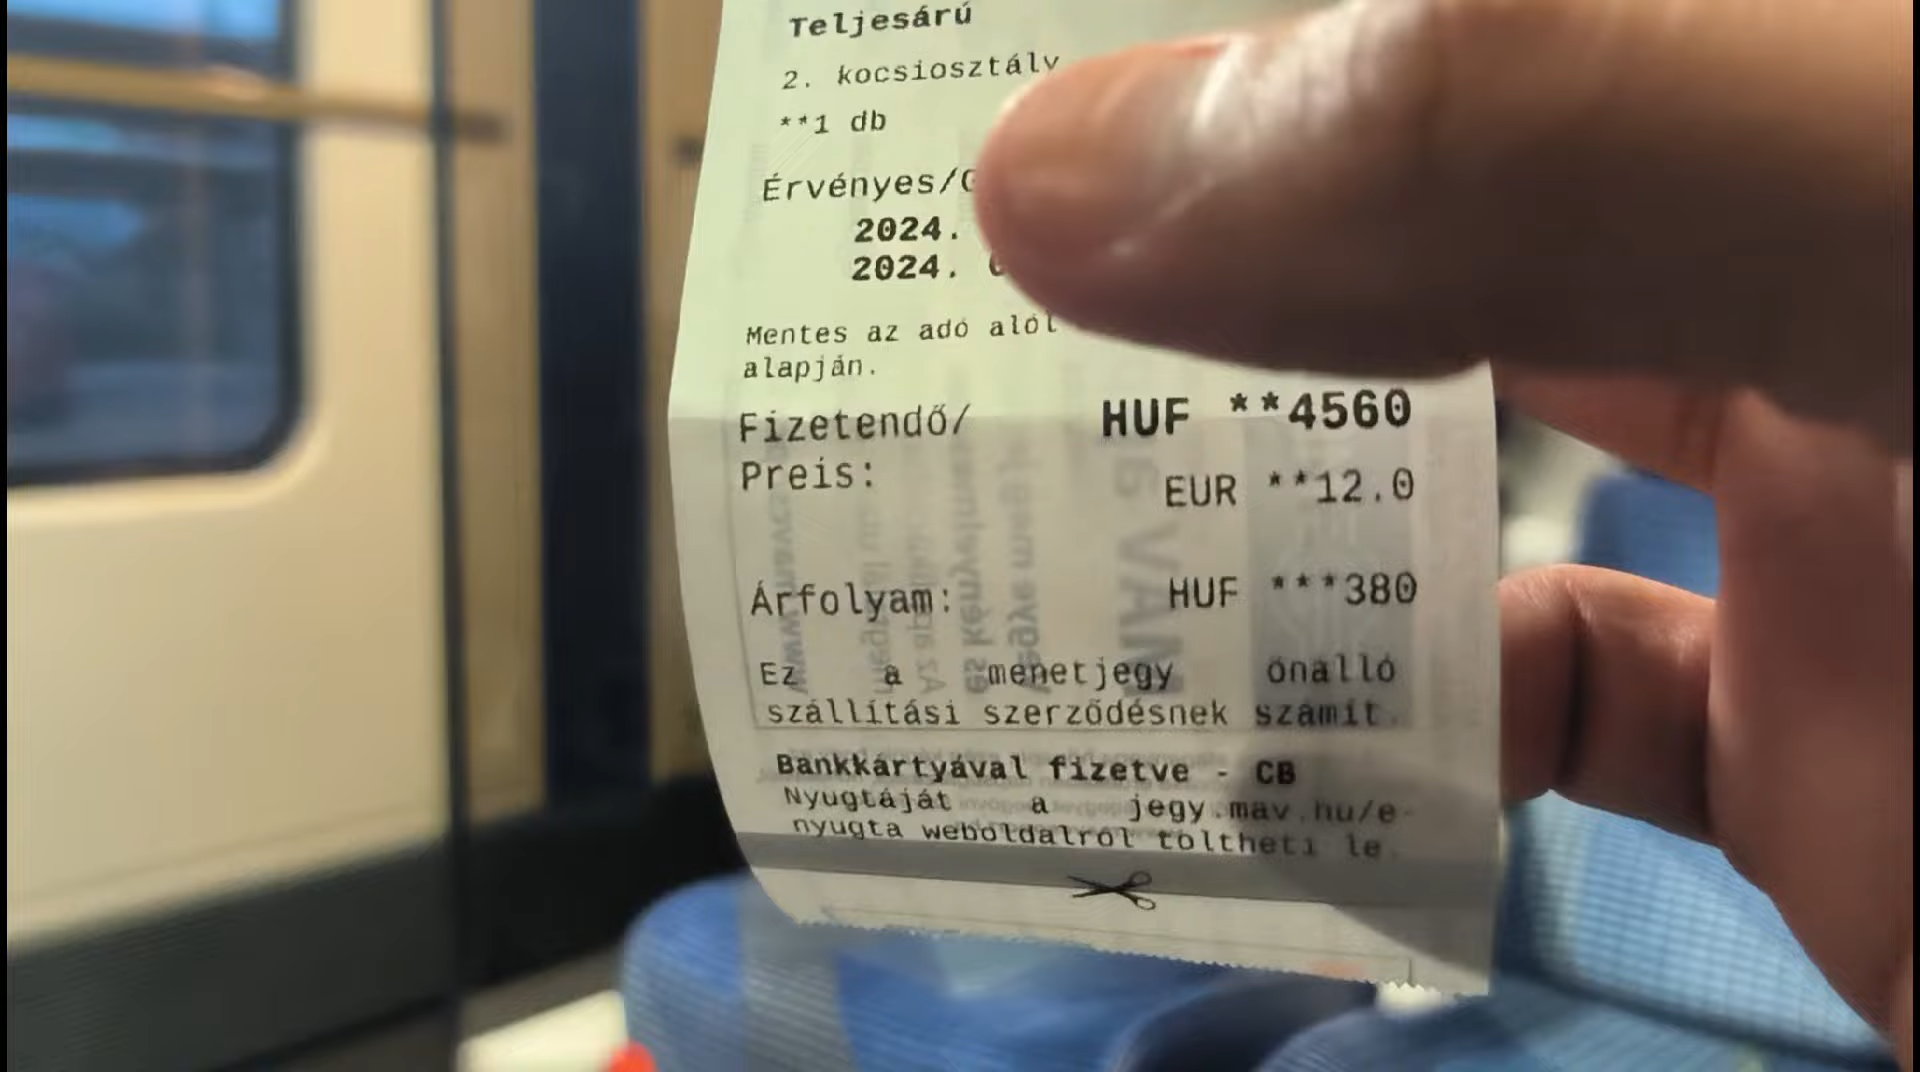 Teljesárú
2. kocsiosztály
**1 db
Érvényes/G
2024.
2024. 0
Mentes az adó alól
alapján.
Fizetendő/ HUF **4560
Preis: EUR **12.0
Árfolyam: HUF ***380
Ez a menetjegy önálló
szállítási szerződésnek számít.
Bankkártyával fizetve - CB
Nyugtáját a jegy.mav.hu/e-
nyugta weboldalról töltheti le.